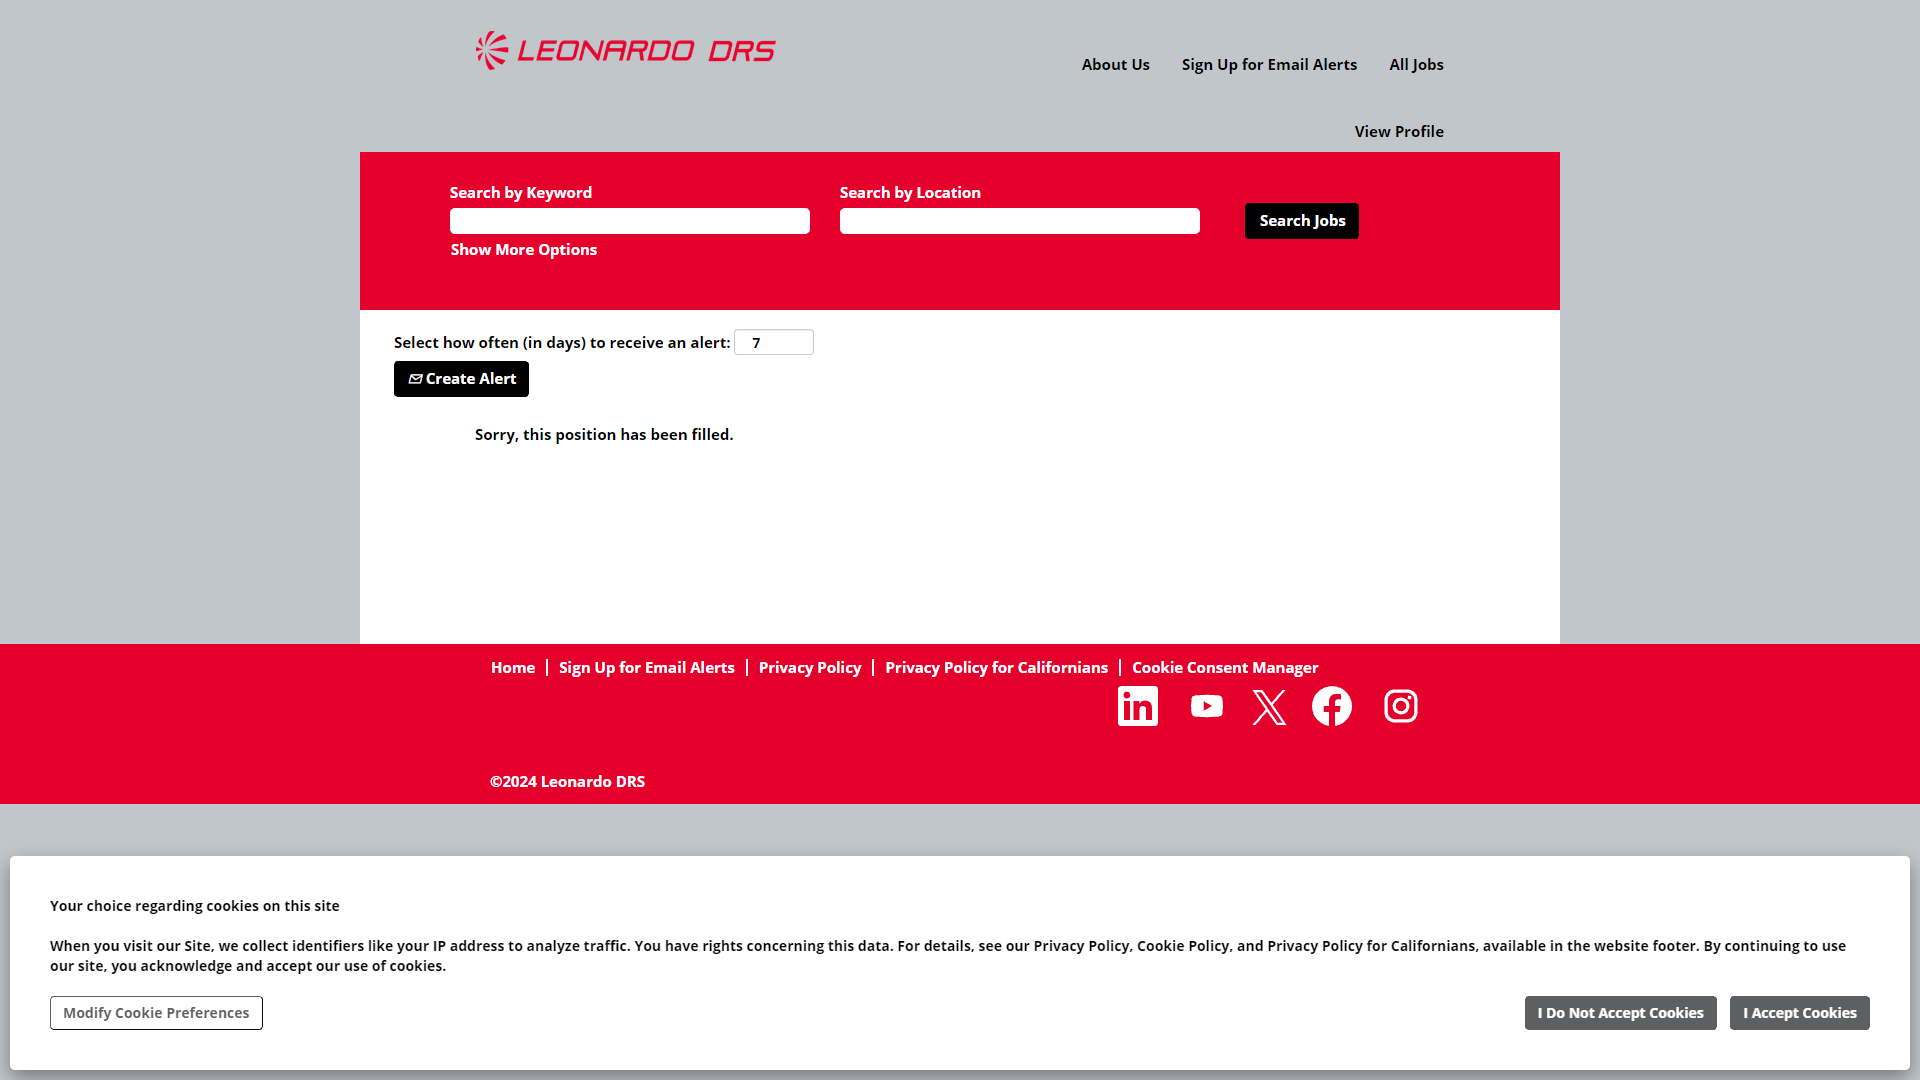 LEONARDO DRS
About Us
Sign Up for Email Alerts
All Jobs
View Profile
Search by Keyword
Search by Location
Search Jobs
Show More Options
Select how often (in days) to receive an alert: 7
Create Alert
Sorry, this position has been filled.
Home
Sign Up for Email Alerts
Privacy Policy
Privacy Policy for Californians
Cookie Consent Manager
©2024 Leonardo DRS
Your choice regarding cookies on this site
When you visit our Site, we collect identifiers like your IP address to analyze traffic. You have rights concerning this data. For details, see our Privacy Policy, Cookie Policy, and Privacy Policy for Californians, available in the website footer. By continuing to use
our site, you acknowledge and accept our use of cookies.
Modify Cookie Preferences
I Do Not Accept Cookies
I Accept Cookies